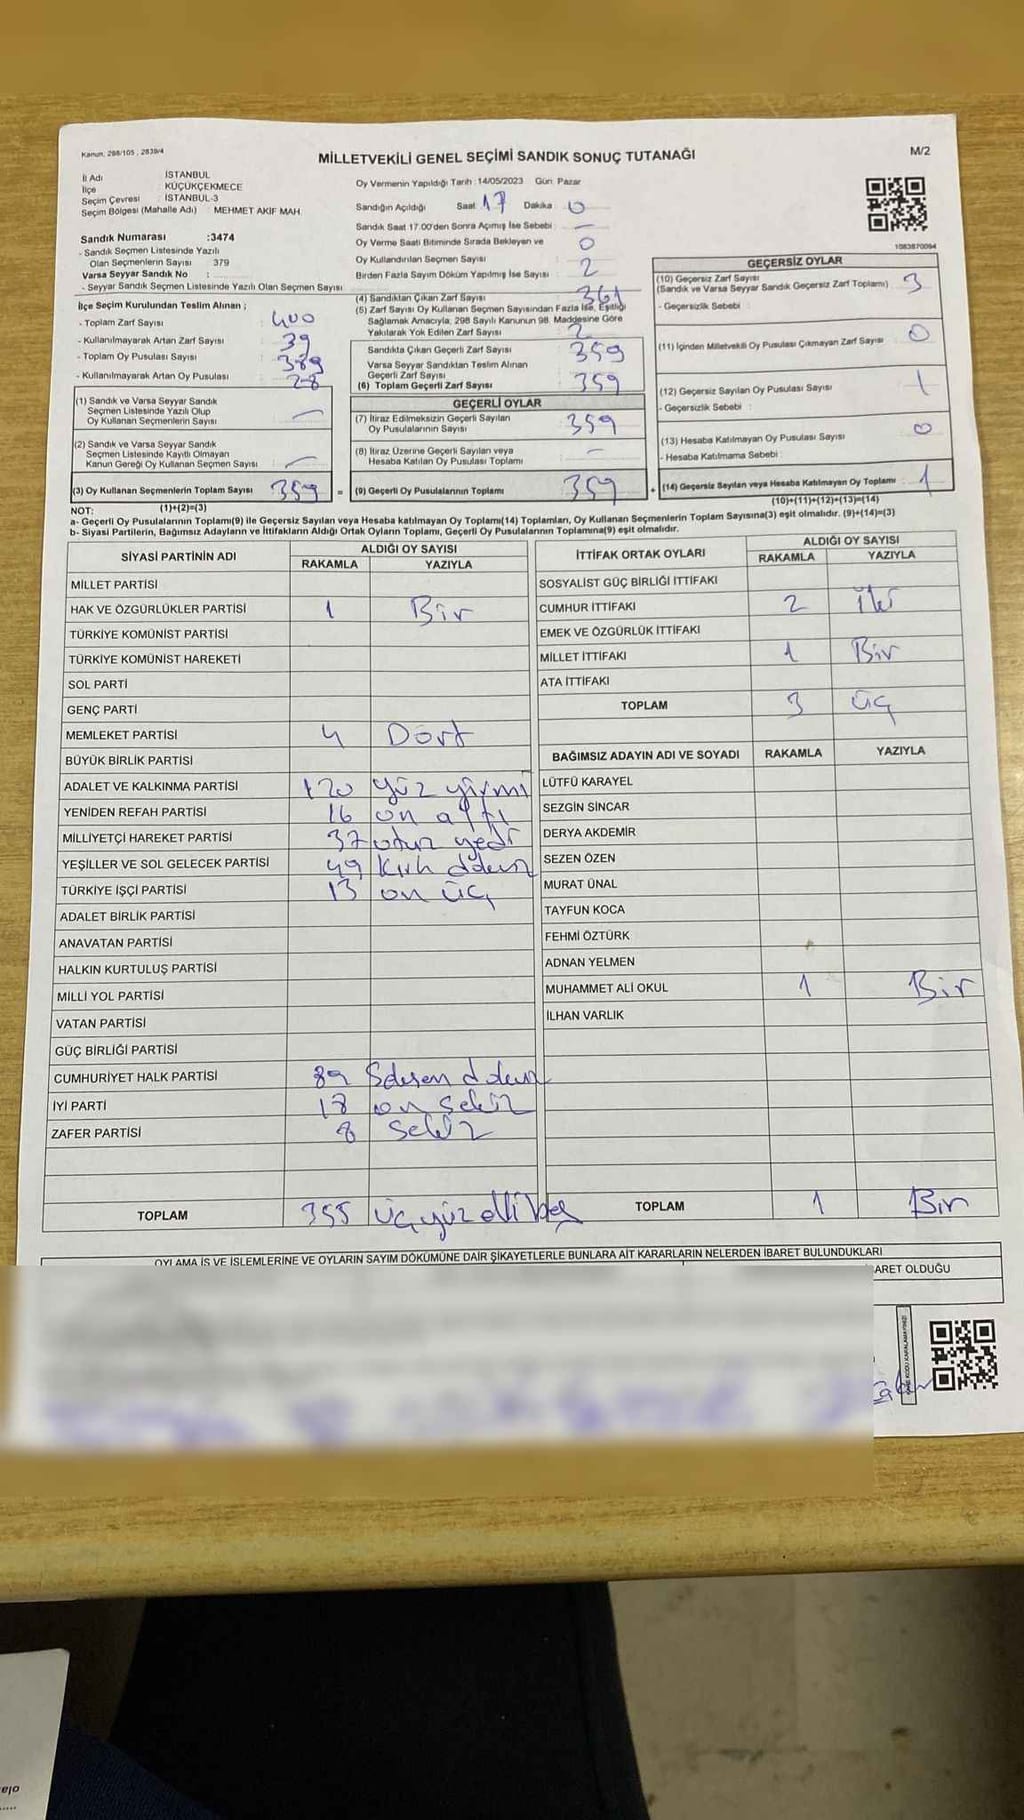 Kanun, 298/105 , 2839/4
MİLLETVEKİLİ GENEL SEÇİMİ SANDIK SONUÇ TUTANAĞI
M/2
İl Adı İSTANBUL
İlçe KÜÇÜKÇEKMECE
Seçim Çevresi : İSTANBUL-3
Seçim Bölgesi (Mahalle Adı) : MEHMET AKİF MAH.
Sandık Numarası :3474
- Sandık Seçmen Listesinde Yazılı
Olan Seçmenlerin Sayısı 379
Varsa Seyyar Sandık No :
- Seyyar Sandık Seçmen Listesinde Yazılı Olan Seçmen Sayısı
İlçe Seçim Kurulundan Teslim Alınan ;
- Toplam Zarf Sayısı : 400
- Kullanılmayarak Artan Zarf Sayısı : 39
- Toplam Oy Pusulası Sayısı : 389
- Kullanılmayarak Artan Oy Pusulası : 28
(1) Sandık ve Varsa Seyyar Sandık
Seçmen Listesinde Yazılı Olup
Oy Kullanan Seçmenlerin Sayısı —
(2) Sandık ve Varsa Seyyar Sandık
Seçmen Listesinde Kayıtlı Olmayan
Kanun Gereği Oy Kullanan Seçmen Sayısı —
(3) Oy Kullanan Seçmenlerin Toplam Sayısı 359
(1)+(2)=(3)
Oy Vermenin Yapıldığı Tarih : 14/05/2023 Gün: Pazar
Sandığın Açıldığı Saat : 17 Dakika : 0
Sandık Saat 17.00'den Sonra Açımış İse Sebebi : —
Oy Verme Saati Bitiminde Sırada Bekleyen ve
Oy Kullandırılan Seçmen Sayısı : 0
Birden Fazla Sayım Döküm Yapılmış İse Sayısı : 2
(4) Sandıktan Çıkan Zarf Sayısı : 361
(5) Zarf Sayısı Oy Kullanan Seçmen Sayısından Fazla İse, Eşitliği
Sağlamak Amacıyla, 298 Sayılı Kanunun 98. Maddesine Göre
Yakılarak Yok Edilen Zarf Sayısı : 2
Sandıkta Çıkan Geçerli Zarf Sayısı 359
Varsa Seyyar Sandıktan Teslim Alınan
Geçerli Zarf Sayısı
(6) Toplam Geçerli Zarf Sayısı 359
GEÇERLİ OYLAR
(7) İtiraz Edilmeksizin Geçerli Sayılan
Oy Pusulalarının Sayısı 359
(8) İtiraz Üzerine Geçerli Sayılan veya
Hesaba Katılan Oy Pusulası Toplamı —
= (9) Geçerli Oy Pusulalarının Toplamı 359 +
1083870094
GEÇERSİZ OYLAR
(10) Geçersiz Zarf Sayısı
(Sandık ve Varsa Seyyar Sandık Geçersiz Zarf Toplamı) : 3
- Geçersizlik Sebebi :
(11) İçinden Milletvekili Oy Pusulası Çıkmayan Zarf Sayısı : 0
(12) Geçersiz Sayılan Oy Pusulası Sayısı : 1
- Geçersizlik Sebebi :
(13) Hesaba Katılmayan Oy Pusulası Sayısı : 0
- Hesaba Katılmama Sebebi :
(14) Geçersiz Sayılan veya Hesaba Katılmayan Oy Toplamı : 1
(10)+(11)+(12)+(13)=(14)
NOT:
a- Geçerli Oy Pusulalarının Toplamı(9) ile Geçersiz Sayılan veya Hesaba katılmayan Oy Toplamı(14) Toplamları, Oy Kullanan Seçmenlerin Toplam Sayısına(3) eşit olmalıdır. (9)+(14)=(3)
b- Siyasi Partilerin, Bağımsız Adayların ve İttifakların Aldığı Ortak Oyların Toplamı, Geçerli Oy Pusulalarının Toplamına(9) eşit olmalıdır.
SİYASİ PARTİNİN ADI ALDIĞI OY SAYISI
RAKAMLA YAZIYLA
MİLLET PARTİSİ
HAK VE ÖZGÜRLÜKLER PARTİSİ 1 Bir
TÜRKİYE KOMÜNİST PARTİSİ
TÜRKİYE KOMÜNİST HAREKETİ
SOL PARTİ
GENÇ PARTİ
MEMLEKET PARTİSİ 4 Dört
BÜYÜK BİRLİK PARTİSİ
ADALET VE KALKINMA PARTİSİ 120 yüz yirmi
YENİDEN REFAH PARTİSİ 16 on altı
MİLLİYETÇİ HAREKET PARTİSİ 37 otuz yedi
YEŞİLLER VE SOL GELECEK PARTİSİ 49
TÜRKİYE İŞÇİ PARTİSİ 13 on üç
ADALET BİRLİK PARTİSİ
ANAVATAN PARTİSİ
HALKIN KURTULUŞ PARTİSİ
MİLLİ YOL PARTİSİ
VATAN PARTİSİ
GÜÇ BİRLİĞİ PARTİSİ
CUMHURİYET HALK PARTİSİ 89
İYİ PARTİ 18 on sekiz
ZAFER PARTİSİ 8 sekiz
TOPLAM 355 üçyüz elli beş
İTTİFAK ORTAK OYLARI ALDIĞI OY SAYISI
RAKAMLA YAZIYLA
SOSYALİST GÜÇ BİRLİĞİ İTTİFAKI
CUMHUR İTTİFAKI 2 iki
EMEK VE ÖZGÜRLÜK İTTİFAKI
MİLLET İTTİFAKI 1 Bir
ATA İTTİFAKI
TOPLAM 3 üç
BAĞIMSIZ ADAYIN ADI VE SOYADI RAKAMLA YAZIYLA
LÜTFÜ KARAYEL
SEZGİN SİNCAR
DERYA AKDEMİR
SEZEN ÖZEN
MURAT ÜNAL
TAYFUN KOCA
FEHMİ ÖZTÜRK
ADNAN YELMEN
MUHAMMET ALİ OKUL 1 Bir
İLHAN VARLIK
TOPLAM 1 Bir
OYLAMA İŞ VE İŞLEMLERİNE VE OYLARIN SAYIM DÖKÜMÜNE DAİR ŞİKAYETLERLE BUNLARA AİT KARARLARIN NELERDEN İBARET BULUNDUKLARI
ARET OLDUĞU